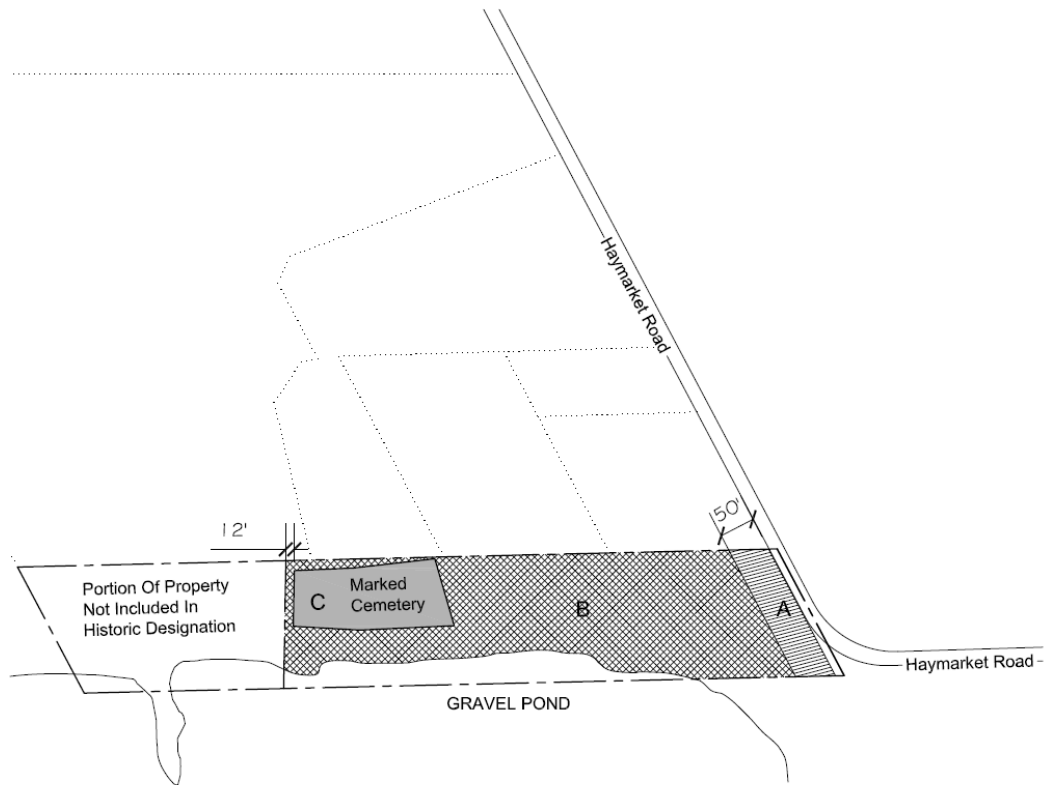 Haymarket Road
50'
12'
Portion Of Property
Not Included In
Historic Designation
C
Marked
Cemetery
B
A
Haymarket Road
GRAVEL POND